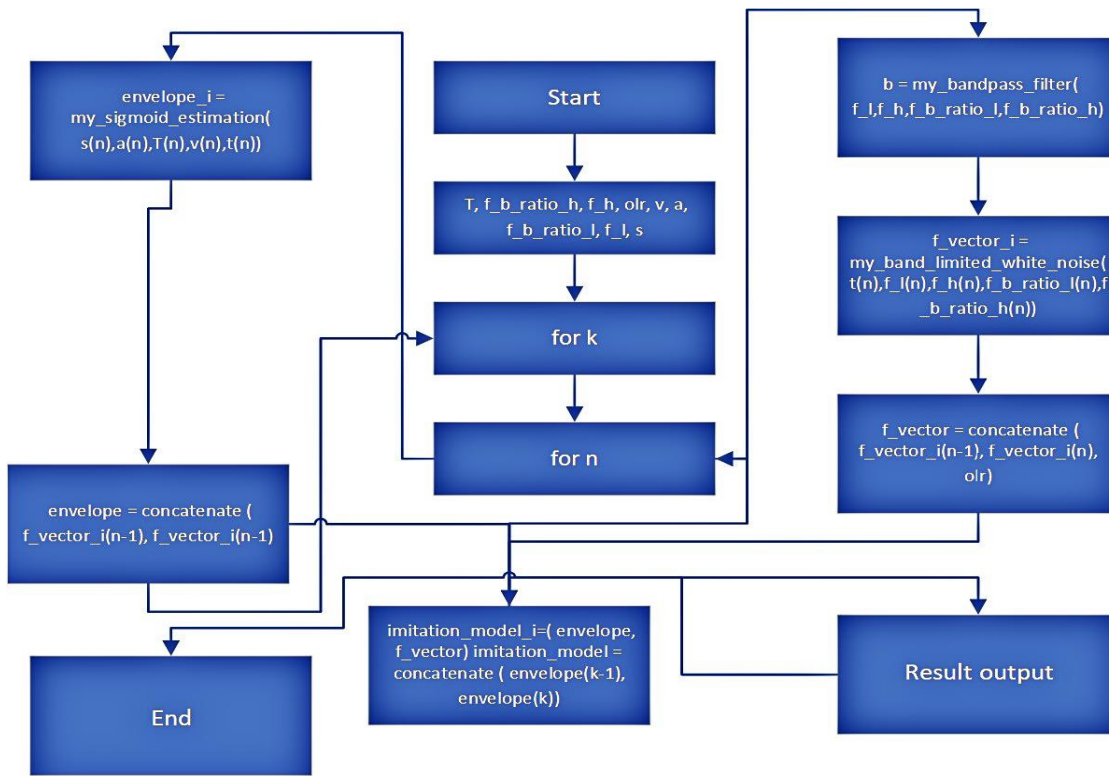 Start
T, f_b_ratio_h, f_h, olr, v, a,
f_b_ratio_l, f_l, s
for k
for n
envelope_i =
my_sigmoid_estimation(
s(n),a(n),T(n),v(n),t(n))
envelope = concatenate (
f_vector_i(n-1), f_vector_i(n-1)
b = my_bandpass_filter(
f_l,f_h,f_b_ratio_l,f_b_ratio_h)
f_vector_i =
my_band_limited_white_noise(
t(n),f_l(n),f_h(n),f_b_ratio_l(n),f
_b_ratio_h(n))
f_vector = concatenate (
f_vector_i(n-1), f_vector_i(n),
olr)
imitation_model_i=( envelope,
f_vector) imitation_model =
concatenate ( envelope(k-1),
envelope(k))
Result output
End